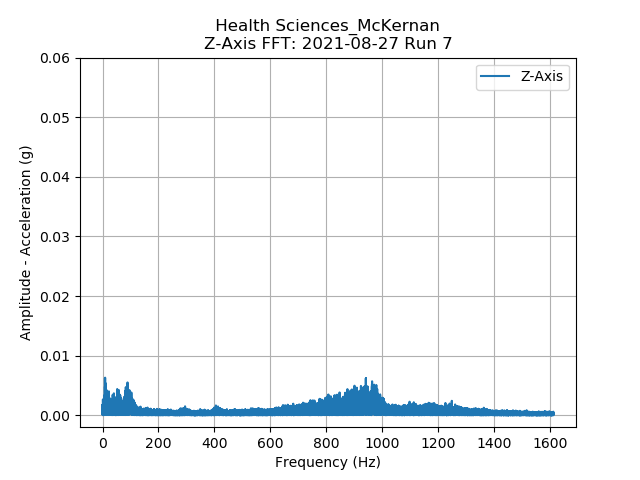 Health Sciences_McKernan
Z-Axis FFT: 2021-08-27 Run 7
Z-Axis
0.06
0.05
0.04
0.03
0.02
0.01
0.00
Amplitude - Acceleration (g)
0 200 400 600 800 1000 1200 1400 1600
Frequency (Hz)